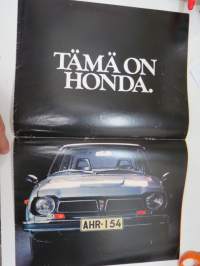 TÄMÄ ON
HONDA.
AHR-154